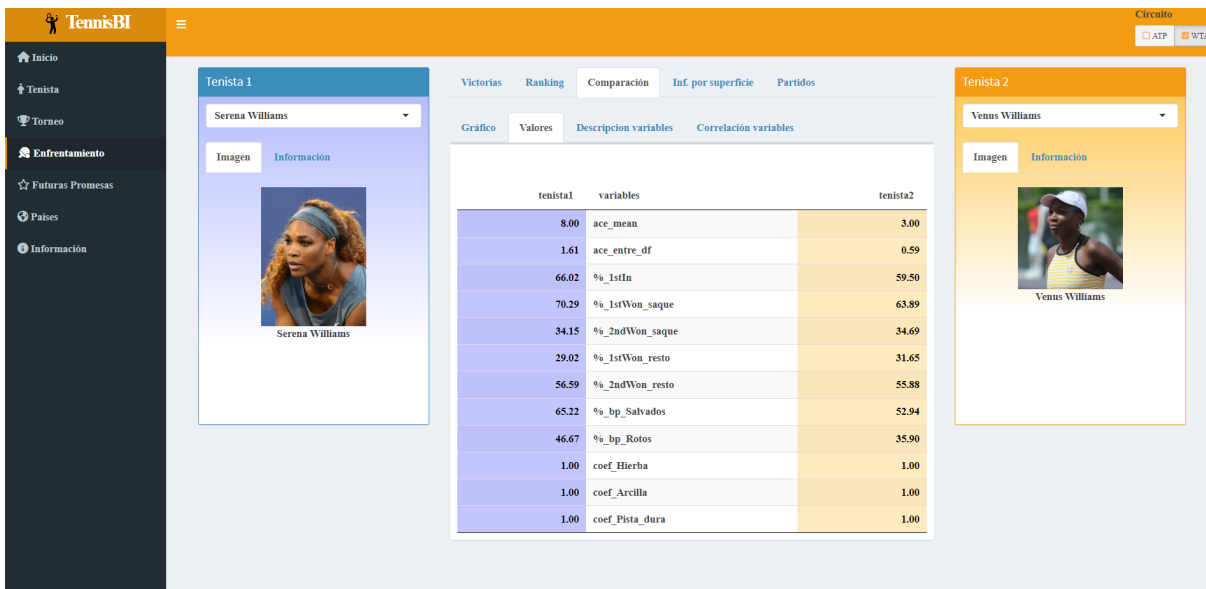 TennisBI
Circuito
ATP WTA
Inicio
Tenista
Torneo
Enfrentamiento
Futuras Promesas
Paises
Información
Tenista 1
Serena Williams
Imagen Información
Serena Williams
Victorias Ranking Comparación Inf. por superficie Partidos
Gráfico Valores Descripcion variables Correlación variables
tenista1 variables tenista2
8.00 ace_mean 3.00
1.61 ace_entre_df 0.59
66.02 %_1stIn 59.50
70.29 %_1stWon_saque 63.89
34.15 %_2ndWon_saque 34.69
29.02 %_1stWon_resto 31.65
56.59 %_2ndWon_resto 55.88
65.22 %_bp_Salvados 52.94
46.67 %_bp_Rotos 35.90
1.00 coef_Hierba 1.00
1.00 coef_Arcilla 1.00
1.00 coef_Pista_dura 1.00
Tenista 2
Venus Williams
Imagen Información
Venus Williams